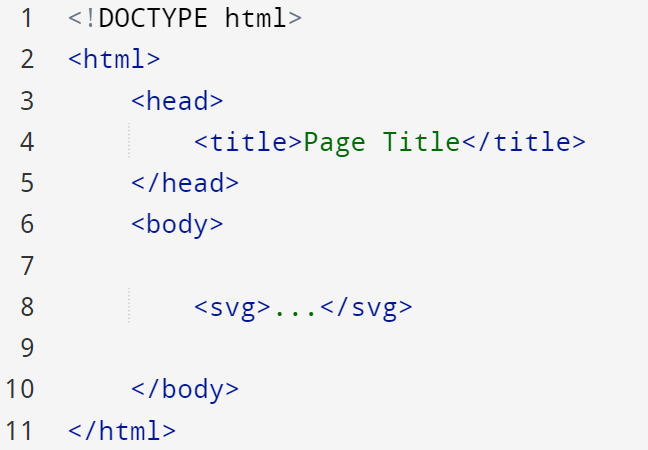 1 <!DOCTYPE html>
2 <html>
3     <head>
4         <title>Page Title</title>
5     </head>
6     <body>
7
8         <svg>...</svg>
9
10     </body>
11 </html>